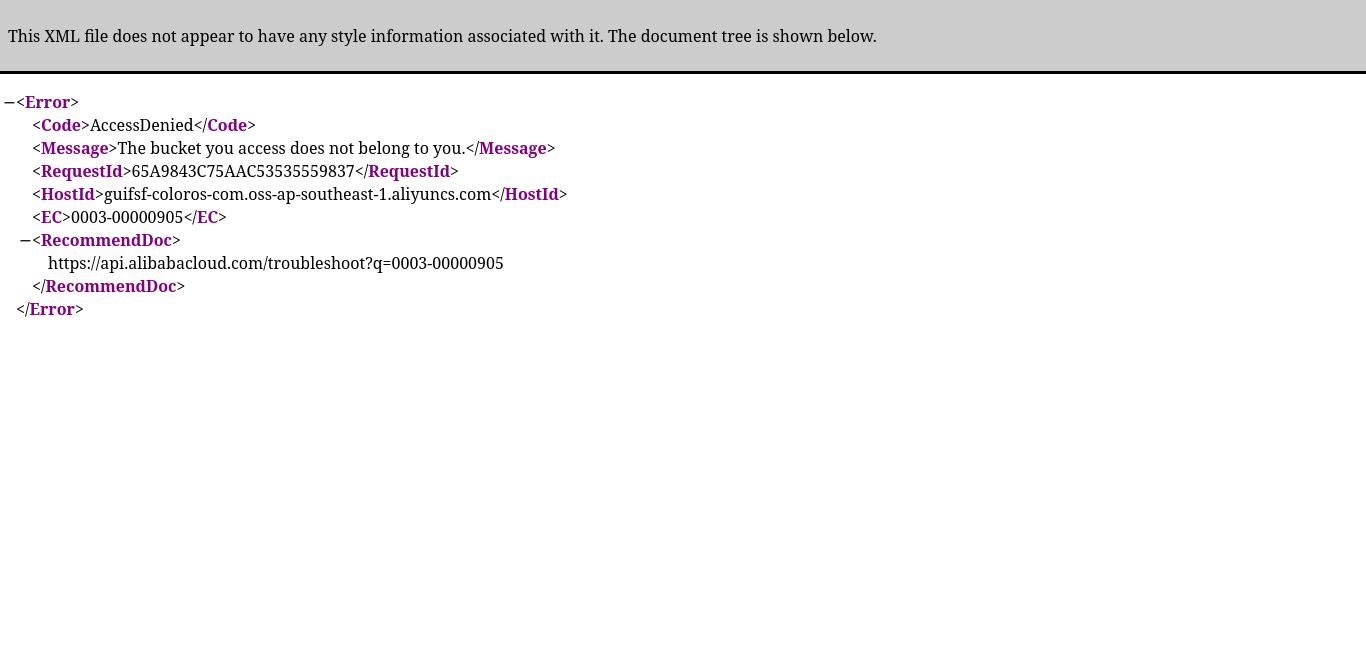 This XML file does not appear to have any style information associated with it. The document tree is shown below.
−<Error>
<Code>AccessDenied</Code>
<Message>The bucket you access does not belong to you.</Message>
<RequestId>65A9843C75AAC53535559837</RequestId>
<HostId>guifsf-coloros-com.oss-ap-southeast-1.aliyuncs.com</HostId>
<EC>0003-00000905</EC>
−<RecommendDoc>
https://api.alibabacloud.com/troubleshoot?q=0003-00000905
</RecommendDoc>
</Error>